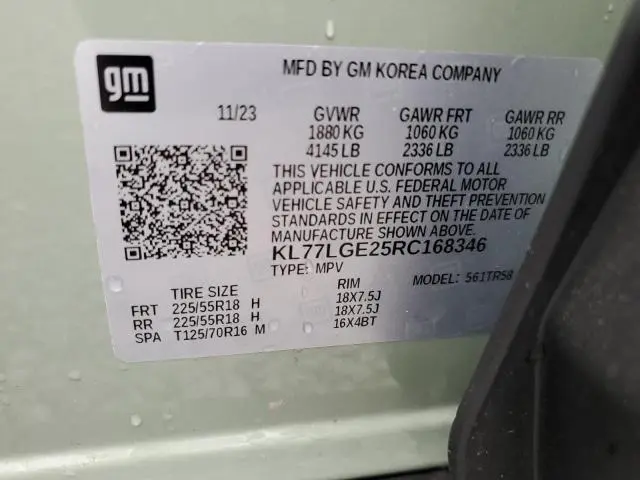 gm
MFD BY GM KOREA COMPANY
11/23 GVWR GAWR FRT GAWR RR
1880 KG 1060 KG 1060 KG
4145 LB 2336 LB 2336 LB
THIS VEHICLE CONFORMS TO ALL
APPLICABLE U.S. FEDERAL MOTOR
VEHICLE SAFETY AND THEFT PREVENTION
STANDARDS IN EFFECT ON THE DATE OF
MANUFACTURE SHOWN ABOVE.
KL77LGE25RC168346
TYPE: MPV MODEL: 561TR58
TIRE SIZE RIM
FRT 225/55R18 H 18X7.5J
RR 225/55R18 H 18X7.5J
SPA T125/70R16 M 16X4BT